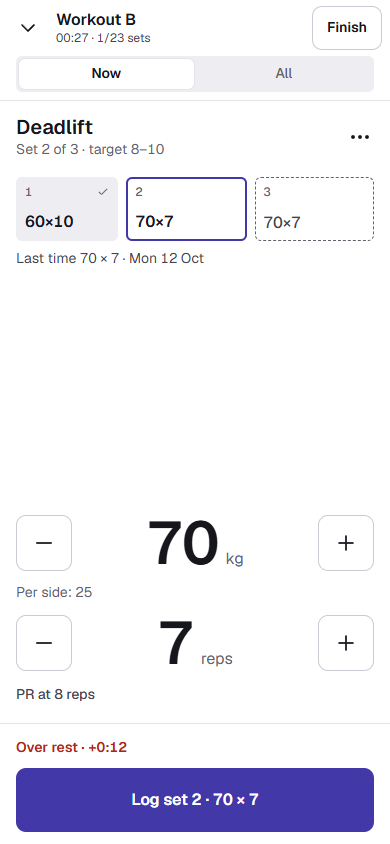 Workout B
00:27 · 1/23 sets
Finish
Now
All
Deadlift
Set 2 of 3 · target 8–10
1
2
3
60×10
70×7
70×7
Last time 70 × 7 · Mon 12 Oct
70 kg
Per side: 25
7 reps
PR at 8 reps
Over rest · +0:12
Log set 2 · 70 × 7